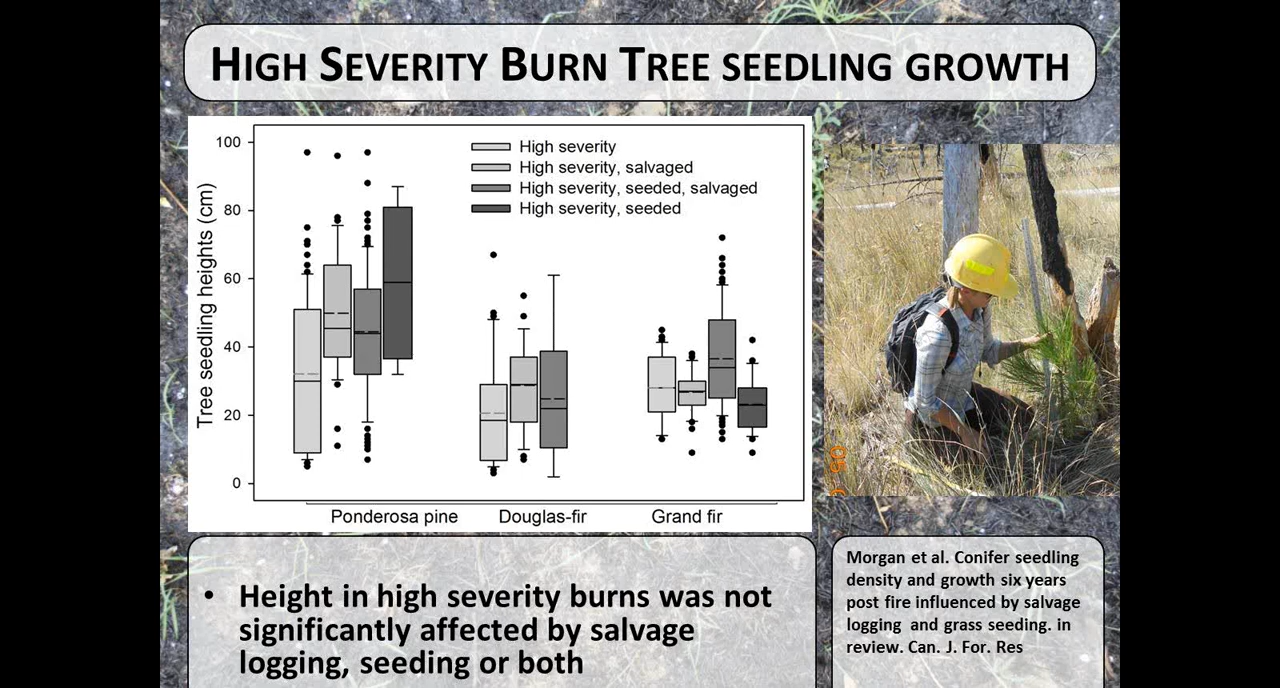 HIGH SEVERITY BURN TREE SEEDLING GROWTH
100
80
60
40
20
0
Tree seedling heights (cm)
High severity
High severity, salvaged
High severity, seeded, salvaged
High severity, seeded
Ponderosa pine
Douglas-fir
Grand fir
• Height in high severity burns was not
significantly affected by salvage
logging, seeding or both
Morgan et al. Conifer seedling
density and growth six years
post fire influenced by salvage
logging and grass seeding. in
review. Can. J. For. Res